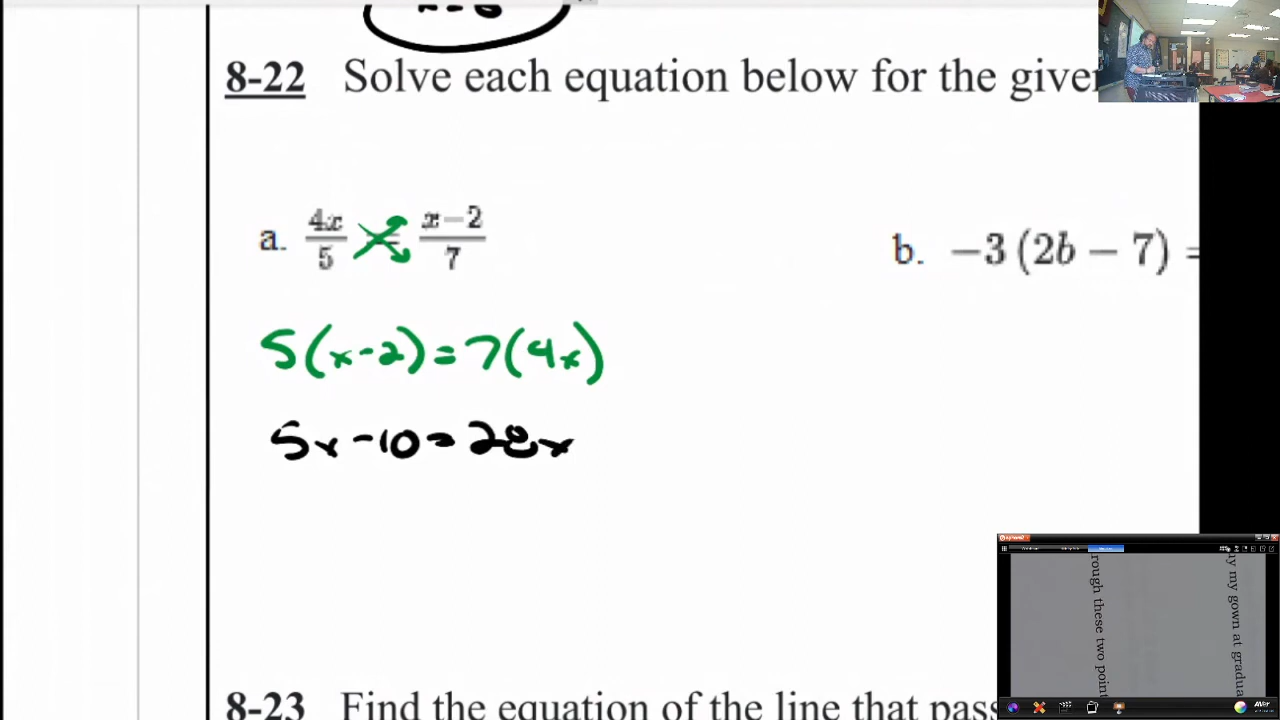 8-22 Solve each equation below for the given
a. 4x/5 = x-2/7
b. -3(2b-7) =
5(x-2)=7(4x)
5x-10=28x
8-23 Find the equation of the line that pass
rough these two point
y my gown at gradua